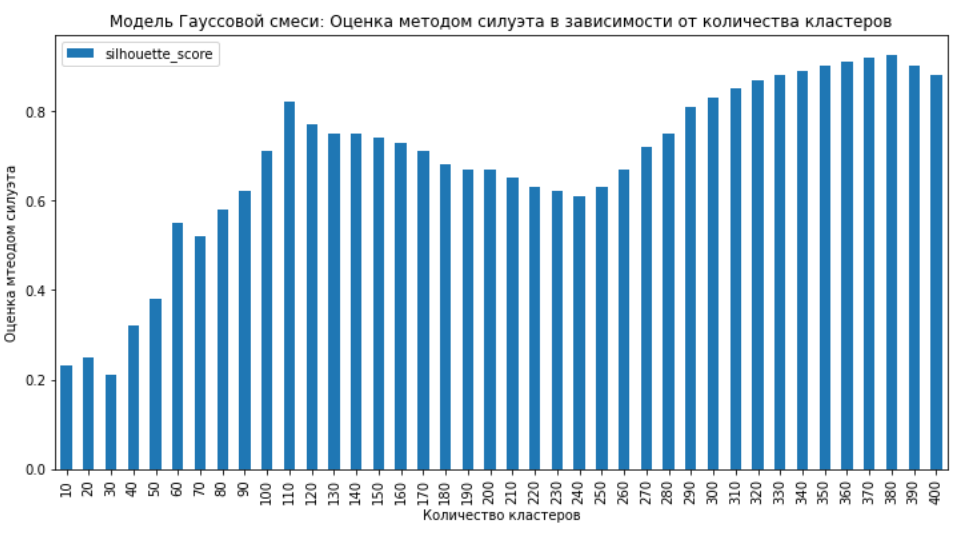 Модель Гауссовой смеси: Оценка методом силуэта в зависимости от количества кластеров
silhouette_score
Оценка мтеодом силуэта
0.8
0.6
0.4
0.2
0.0
10 20 30 40 50 60 70 80 90 100 110 120 130 140 150 160 170 180 190 200 210 220 230 240 250 260 270 280 290 300 310 320 330 340 350 360 370 380 390 400
Количество кластеров